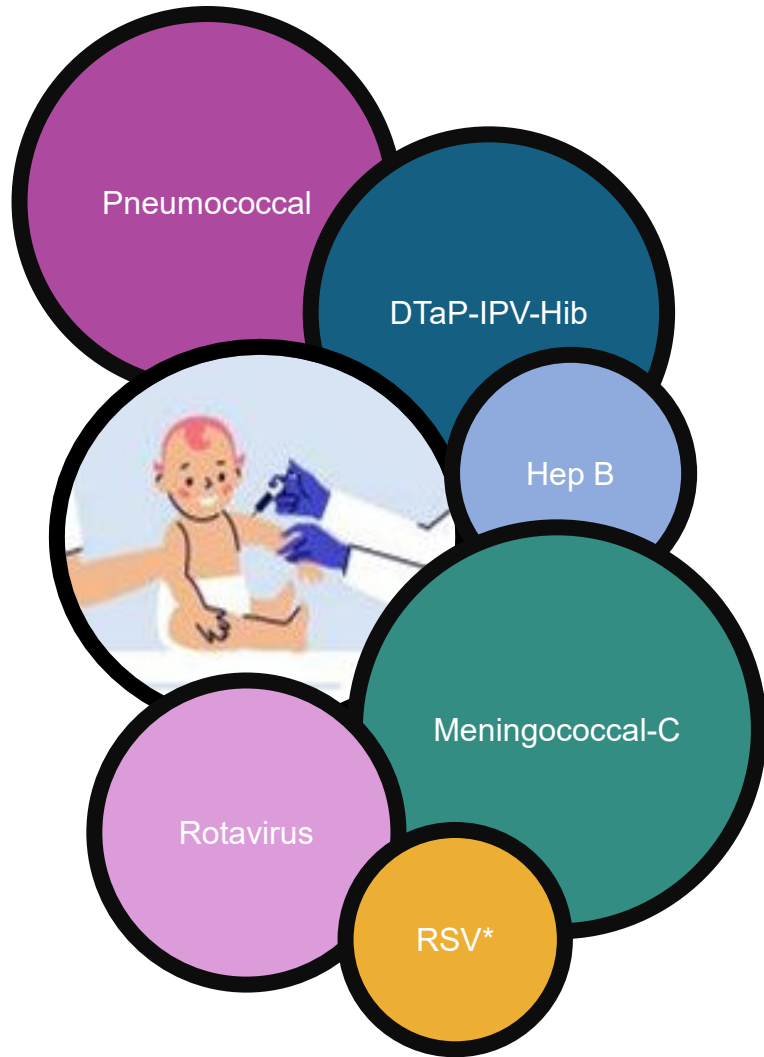 Pneumococcal
DTaP-IPV-Hib
Hep B
Meningococcal-C
Rotavirus
RSV*